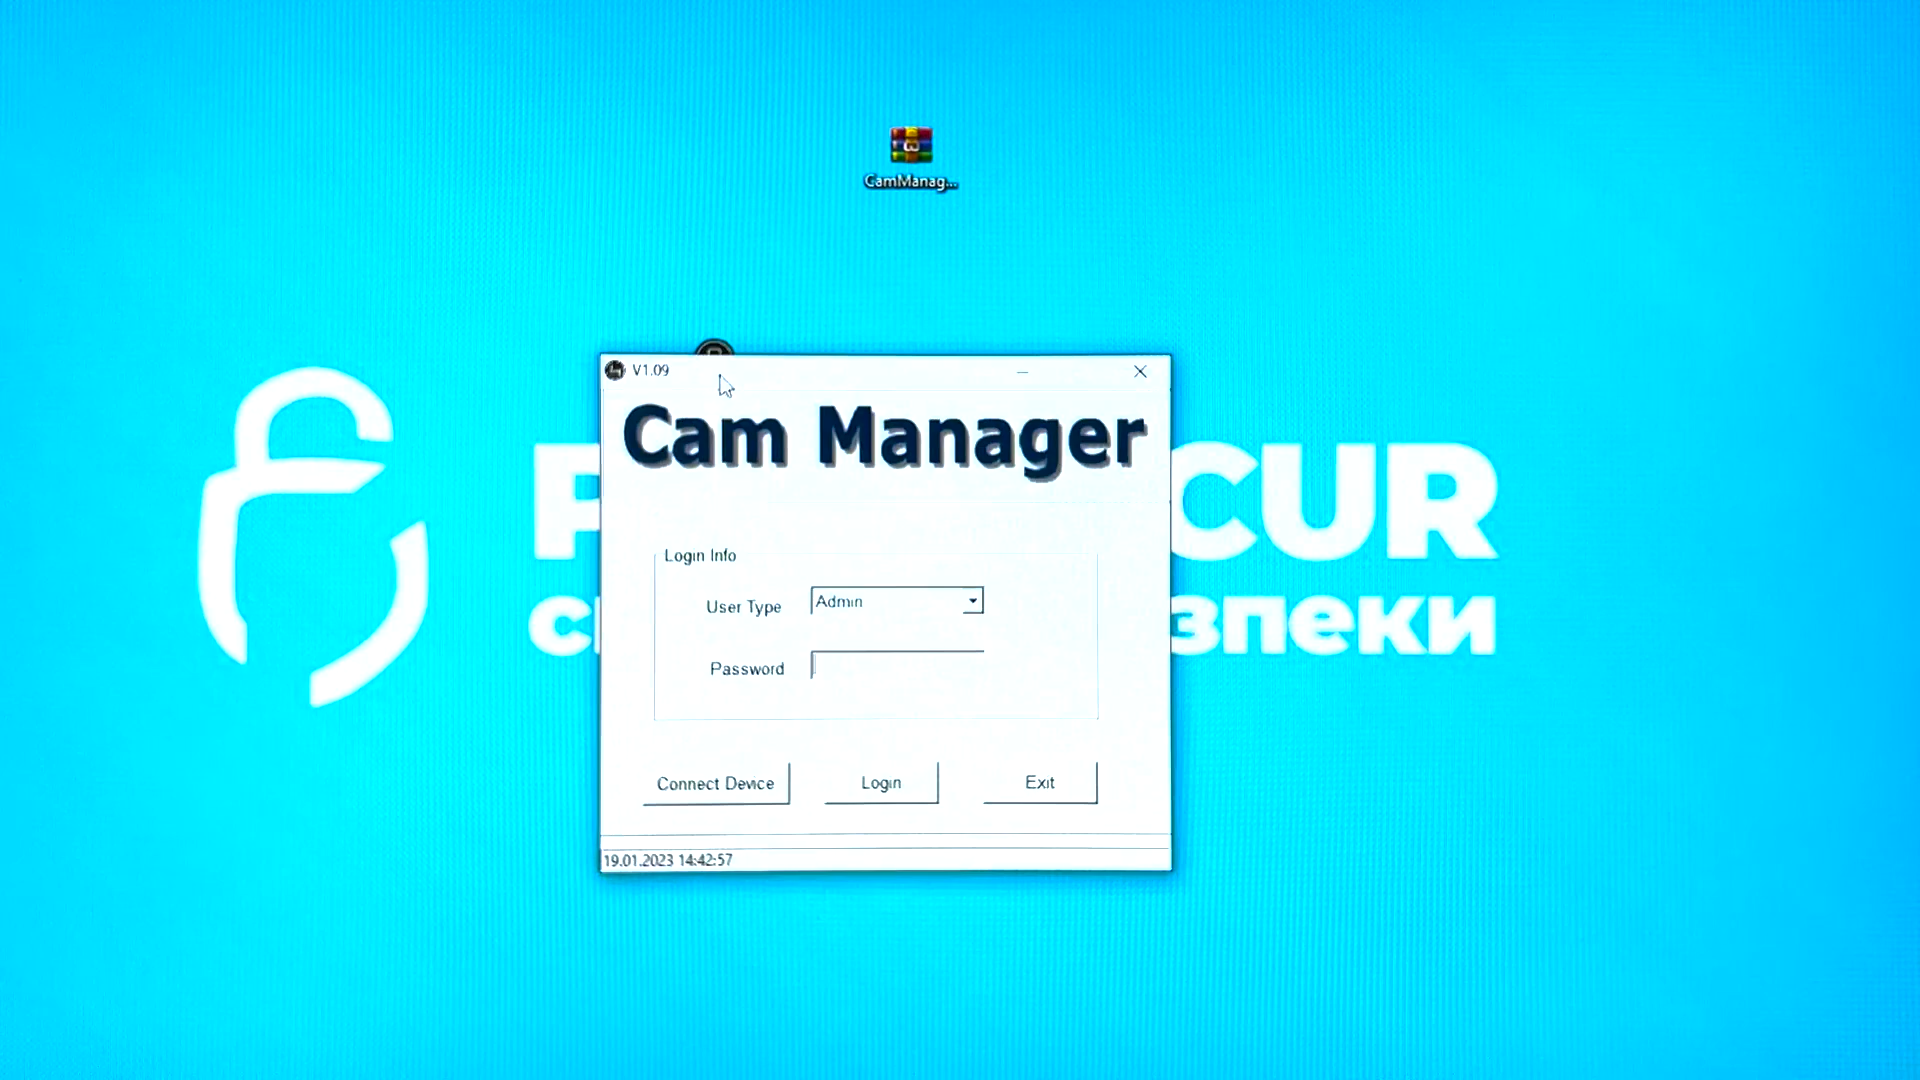 CamManag...
V1.09
Cam Manager
CUR
зпеки
Login Info
User Type
Admin
Password
Connect Device
Login
Exit
19.01.2023 14:42:57